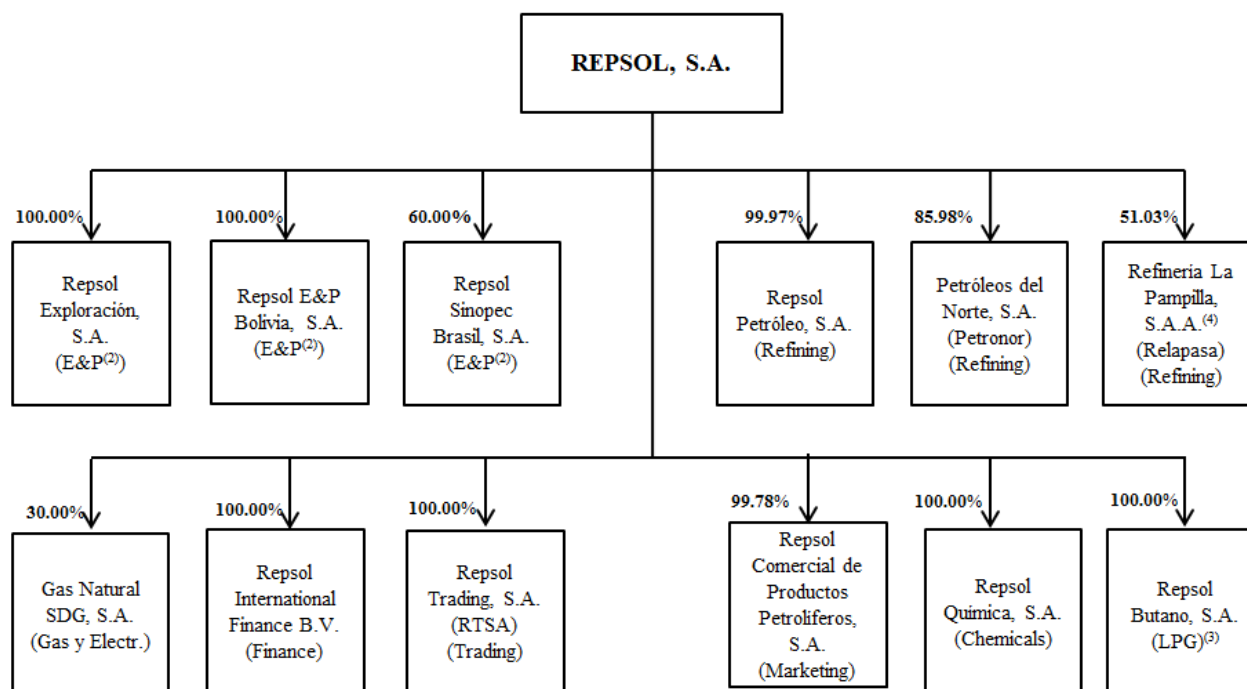 REPSOL, S.A.
100.00%
Repsol
Exploración,
S.A.
(E&P(2))
100.00%
Repsol E&P
Bolivia, S.A.
(E&P(2))
60.00%
Repsol
Sinopec
Brasil, S.A.
(E&P(2))
99.97%
Repsol
Petróleo, S.A.
(Refining)
85.98%
Petróleos del
Norte, S.A.
(Petronor)
(Refining)
51.03%
Refinería La
Pampilla,
S.A.A.(4)
(Relapasa)
(Refining)
30.00%
Gas Natural
SDG, S.A.
(Gas y Electr.)
100.00%
Repsol
International
Finance B.V.
(Finance)
100.00%
Repsol
Trading, S.A.
(RTSA)
(Trading)
99.78%
Repsol
Comercial de
Productos
Petrolíferos,
S.A.
(Marketing)
100.00%
Repsol
Química, S.A.
(Chemicals)
100.00%
Repsol
Butano, S.A.
(LPG)(3)